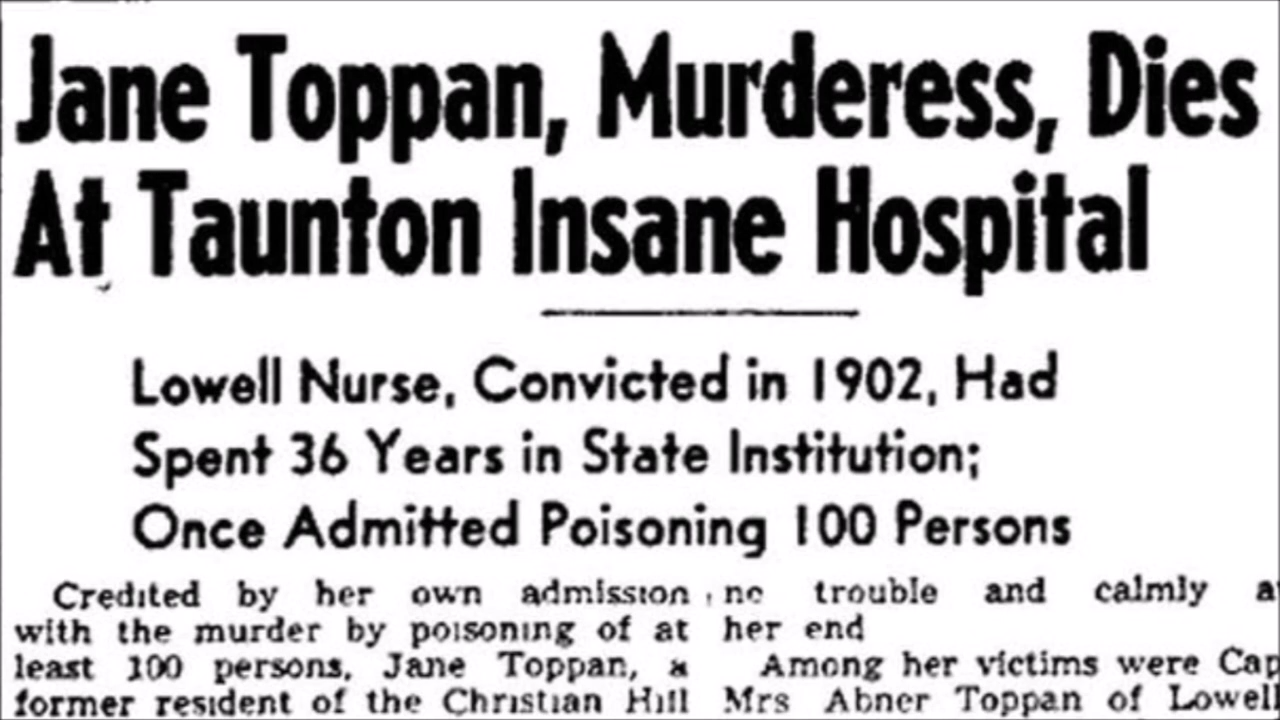 Jane Toppan, Murderess, Dies
At Taunton Insane Hospital
Lowell Nurse, Convicted in 1902, Had
Spent 36 Years in State Institution;
Once Admitted Poisoning 100 Persons
Credited by her own admission
with the murder by poisoning of at
least 100 persons, Jane Toppan, a
former resident of the Christian Hill
no trouble and calmly
her end
Among her victims were
Mrs Abner Toppan of Lowell